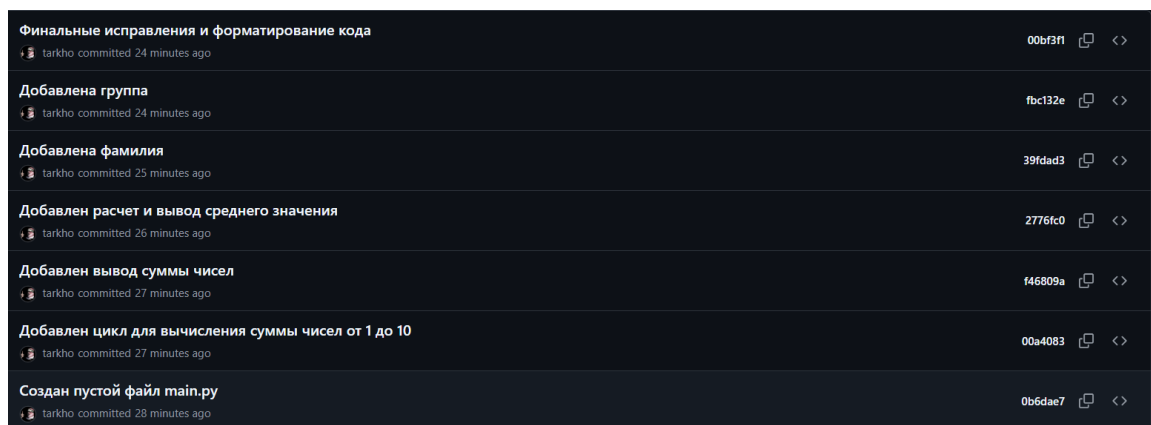 Финальные исправления и форматирование кода
tarkho committed 24 minutes ago
00bf3f1
Добавлена группа
tarkho committed 24 minutes ago
fbc132e
Добавлена фамилия
tarkho committed 25 minutes ago
39fdad3
Добавлен расчет и вывод среднего значения
tarkho committed 26 minutes ago
2776fc0
Добавлен вывод суммы чисел
tarkho committed 27 minutes ago
f46809a
Добавлен цикл для вычисления суммы чисел от 1 до 10
tarkho committed 27 minutes ago
00a4083
Создан пустой файл main.py
tarkho committed 28 minutes ago
0b6dae7